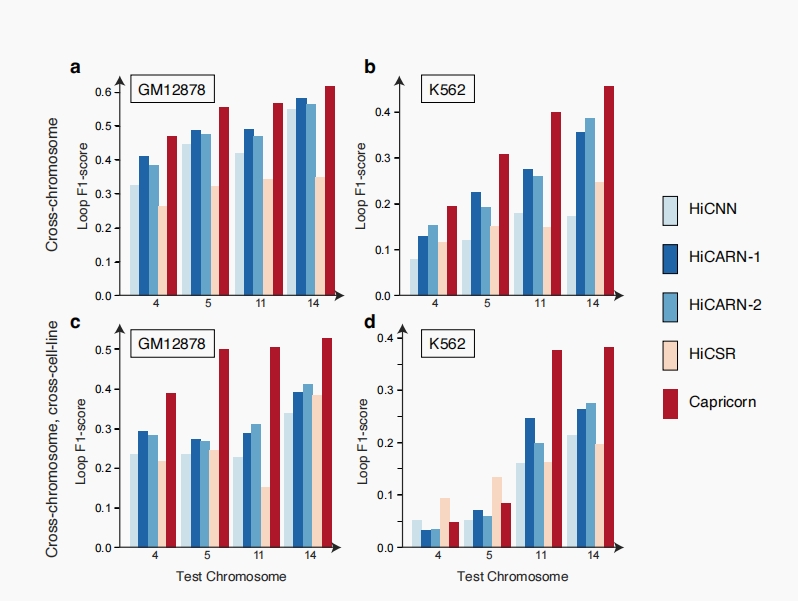 a
GM12878
Cross-chromosome
Loop F1-score
0.6
0.5
0.4
0.3
0.2
0.1
0.0
4 5 11 14
b
K562
Loop F1-score
0.4
0.3
0.2
0.1
0.0
4 5 11 14
c
GM12878
Cross-chromosome, cross-cell-line
Loop F1-score
0.5
0.4
0.3
0.2
0.1
0.0
4 5 11 14
Test Chromosome
d
K562
Loop F1-score
0.4
0.3
0.2
0.1
0.0
4 5 11 14
Test Chromosome
HiCNN
HiCARN-1
HiCARN-2
HiCSR
Capricorn